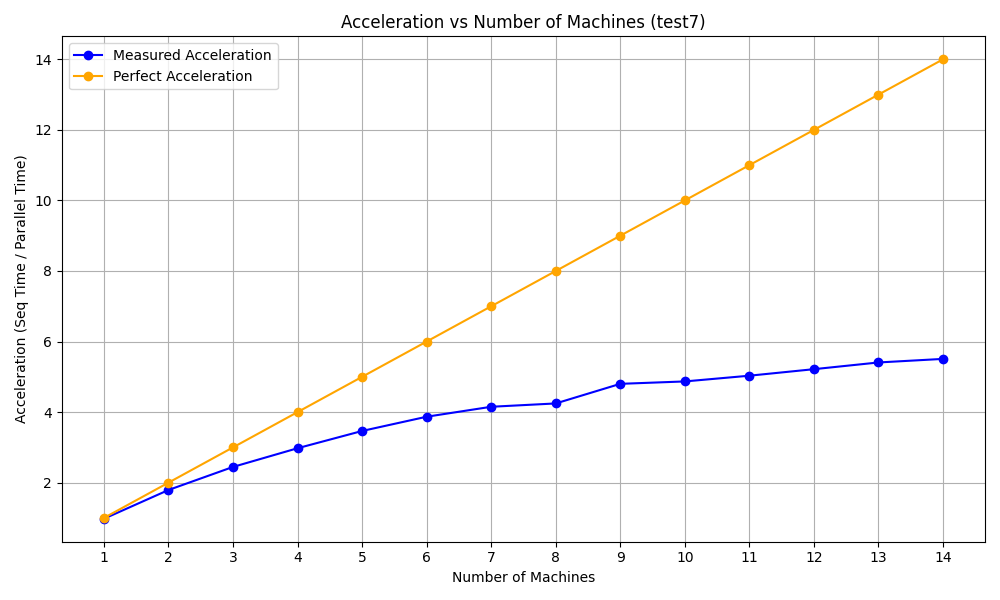 Acceleration vs Number of Machines (test7)
Measured Acceleration
Perfect Acceleration
Acceleration (Seq Time / Parallel Time)
14
12
10
8
6
4
2
1 2 3 4 5 6 7 8 9 10 11 12 13 14
Number of Machines